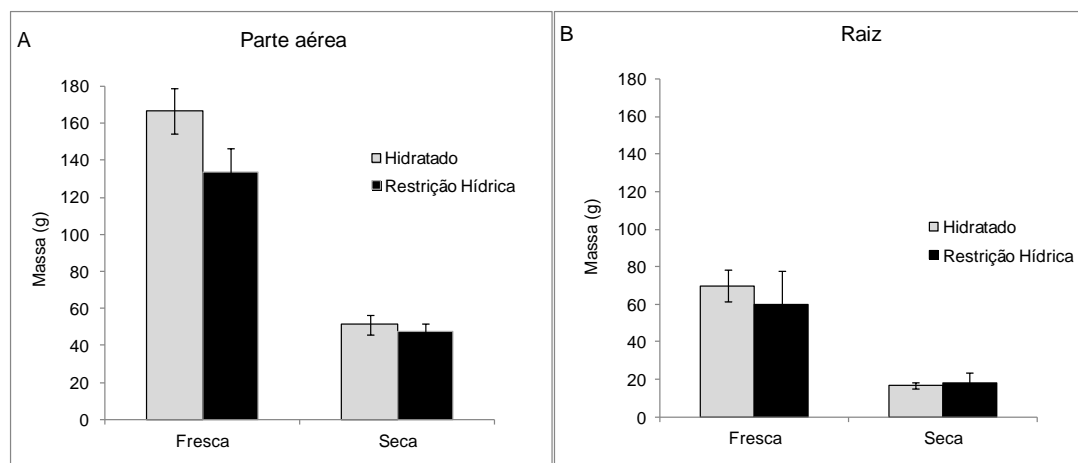 A
Parte aérea
180
160
140
120
100
80
60
40
20
0
Massa (g)
Hidratado
Restrição Hídrica
Fresca
Seca
B
Raiz
180
160
140
120
100
80
60
40
20
0
Massa (g)
Hidratado
Restrição Hídrica
Fresca
Seca